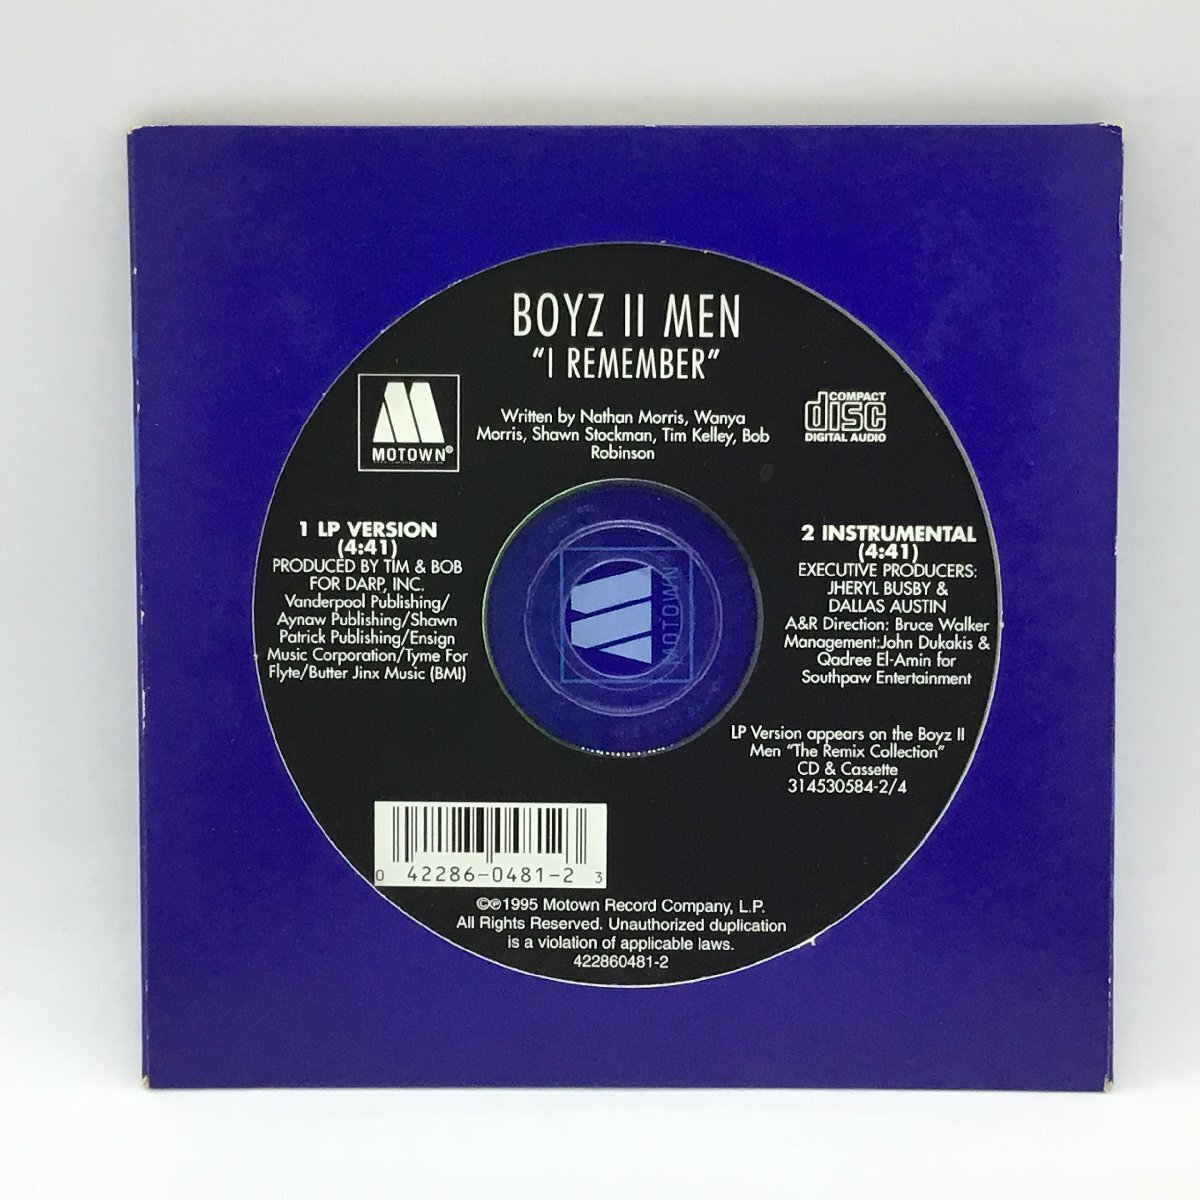 BOYZ II MEN
"I REMEMBER"
Written by Nathan Morris, Wanya
Morris, Shawn Stockman, Tim Kelley, Bob
Robinson
MOTOWN®
COMPACT
disc
DIGITAL AUDIO
1 LP VERSION
(4:41)
PRODUCED BY TIM & BOB
FOR DARP, INC.
Vanderpool Publishing/
Aynaw Publishing/Shawn
Patrick Publishing/Ensign
Music Corporation/Tyme For
Flyte/Butter Jinx Music (BMI)
2 INSTRUMENTAL
(4:41)
EXECUTIVE PRODUCERS:
JHERYL BUSBY &
DALLAS AUSTIN
A&R Direction: Bruce Walker
Management:John Dukakis &
Qadree El-Amin for
Southpaw Entertainment
MOTOWN
LP Version appears on the Boyz II
Men "The Remix Collection"
CD & Cassette
314530584-2/4
0 42286-0481-2 3
©℗1995 Motown Record Company, L.P.
All Rights Reserved. Unauthorized duplication
is a violation of applicable laws.
422860481-2